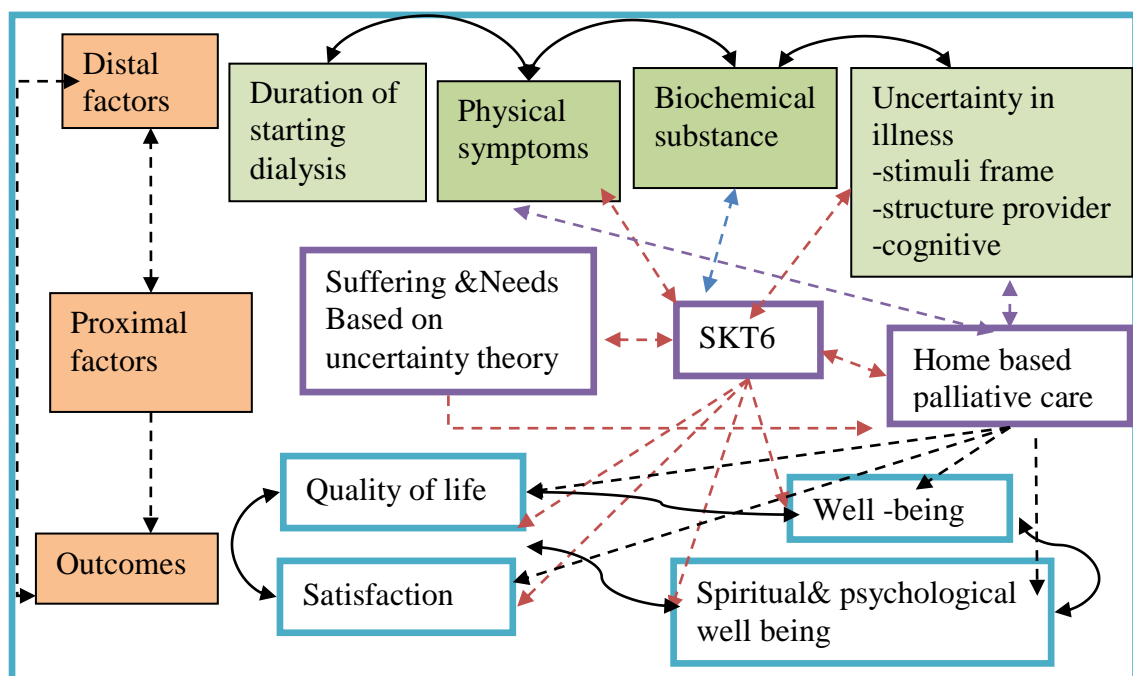 Distal
factors
Duration of
starting
dialysis
Physical
symptoms
Biochemical
substance
Uncertainty in
illness
-stimuli frame
-structure provider
-cognitive
Proximal
factors
Suffering &Needs
Based on
uncertainty theory
SKT6
Home based
palliative care
Outcomes
Quality of life
Well -being
Satisfaction
Spiritual& psychological
well being